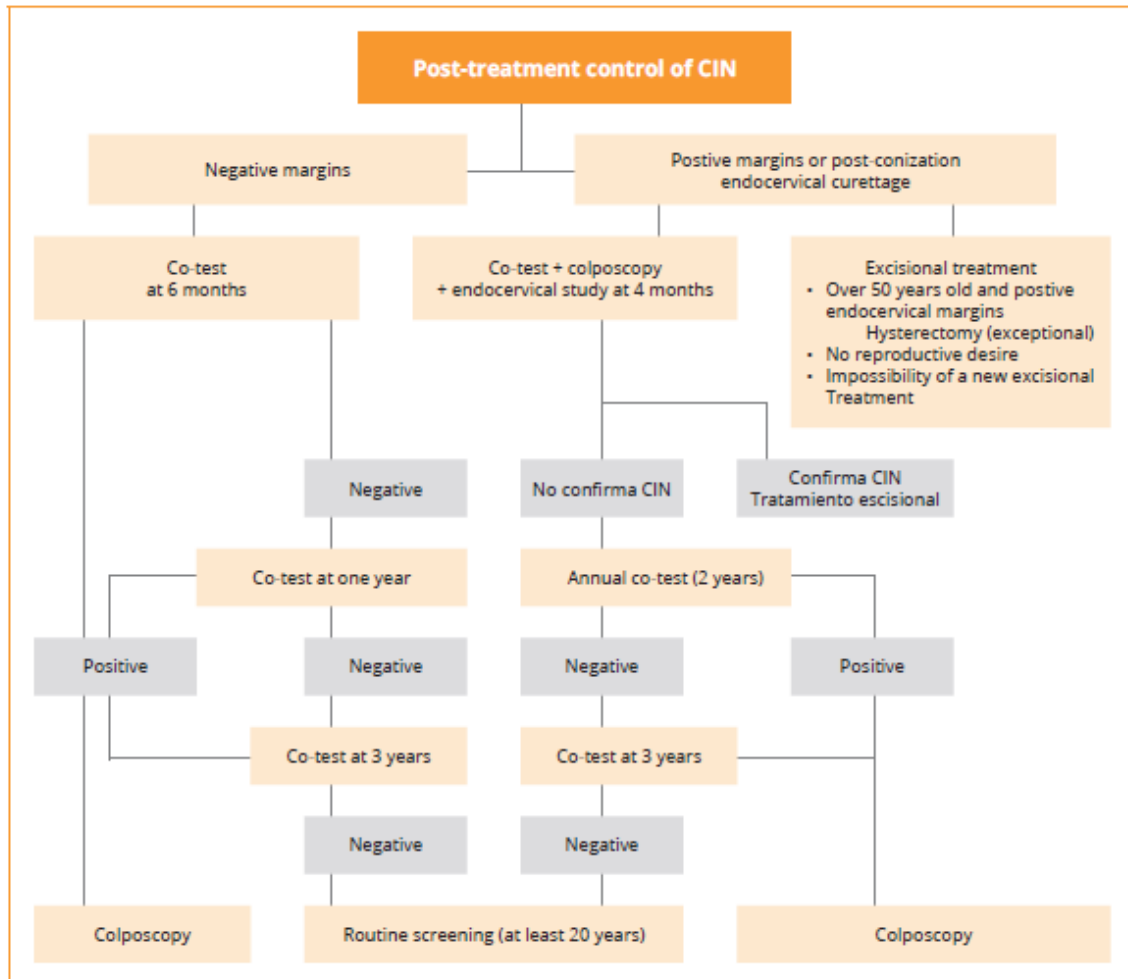 Post-treatment control of CIN
Negative margins
Postive margins or post-conization
endocervical curettage
Co-test
at 6 months
Co-test + colposcopy
+ endocervical study at 4 months
Excisional treatment
• Over 50 years old and postive
endocervical margins
Hysterectomy (exceptional)
• No reproductive desire
• Impossibility of a new excisional
Treatment
Negative
No confirma CIN
Confirma CIN
Tratamiento escisional
Co-test at one year
Annual co-test (2 years)
Positive
Negative
Negative
Positive
Co-test at 3 years
Co-test at 3 years
Negative
Negative
Colposcopy
Routine screening (at least 20 years)
Colposcopy